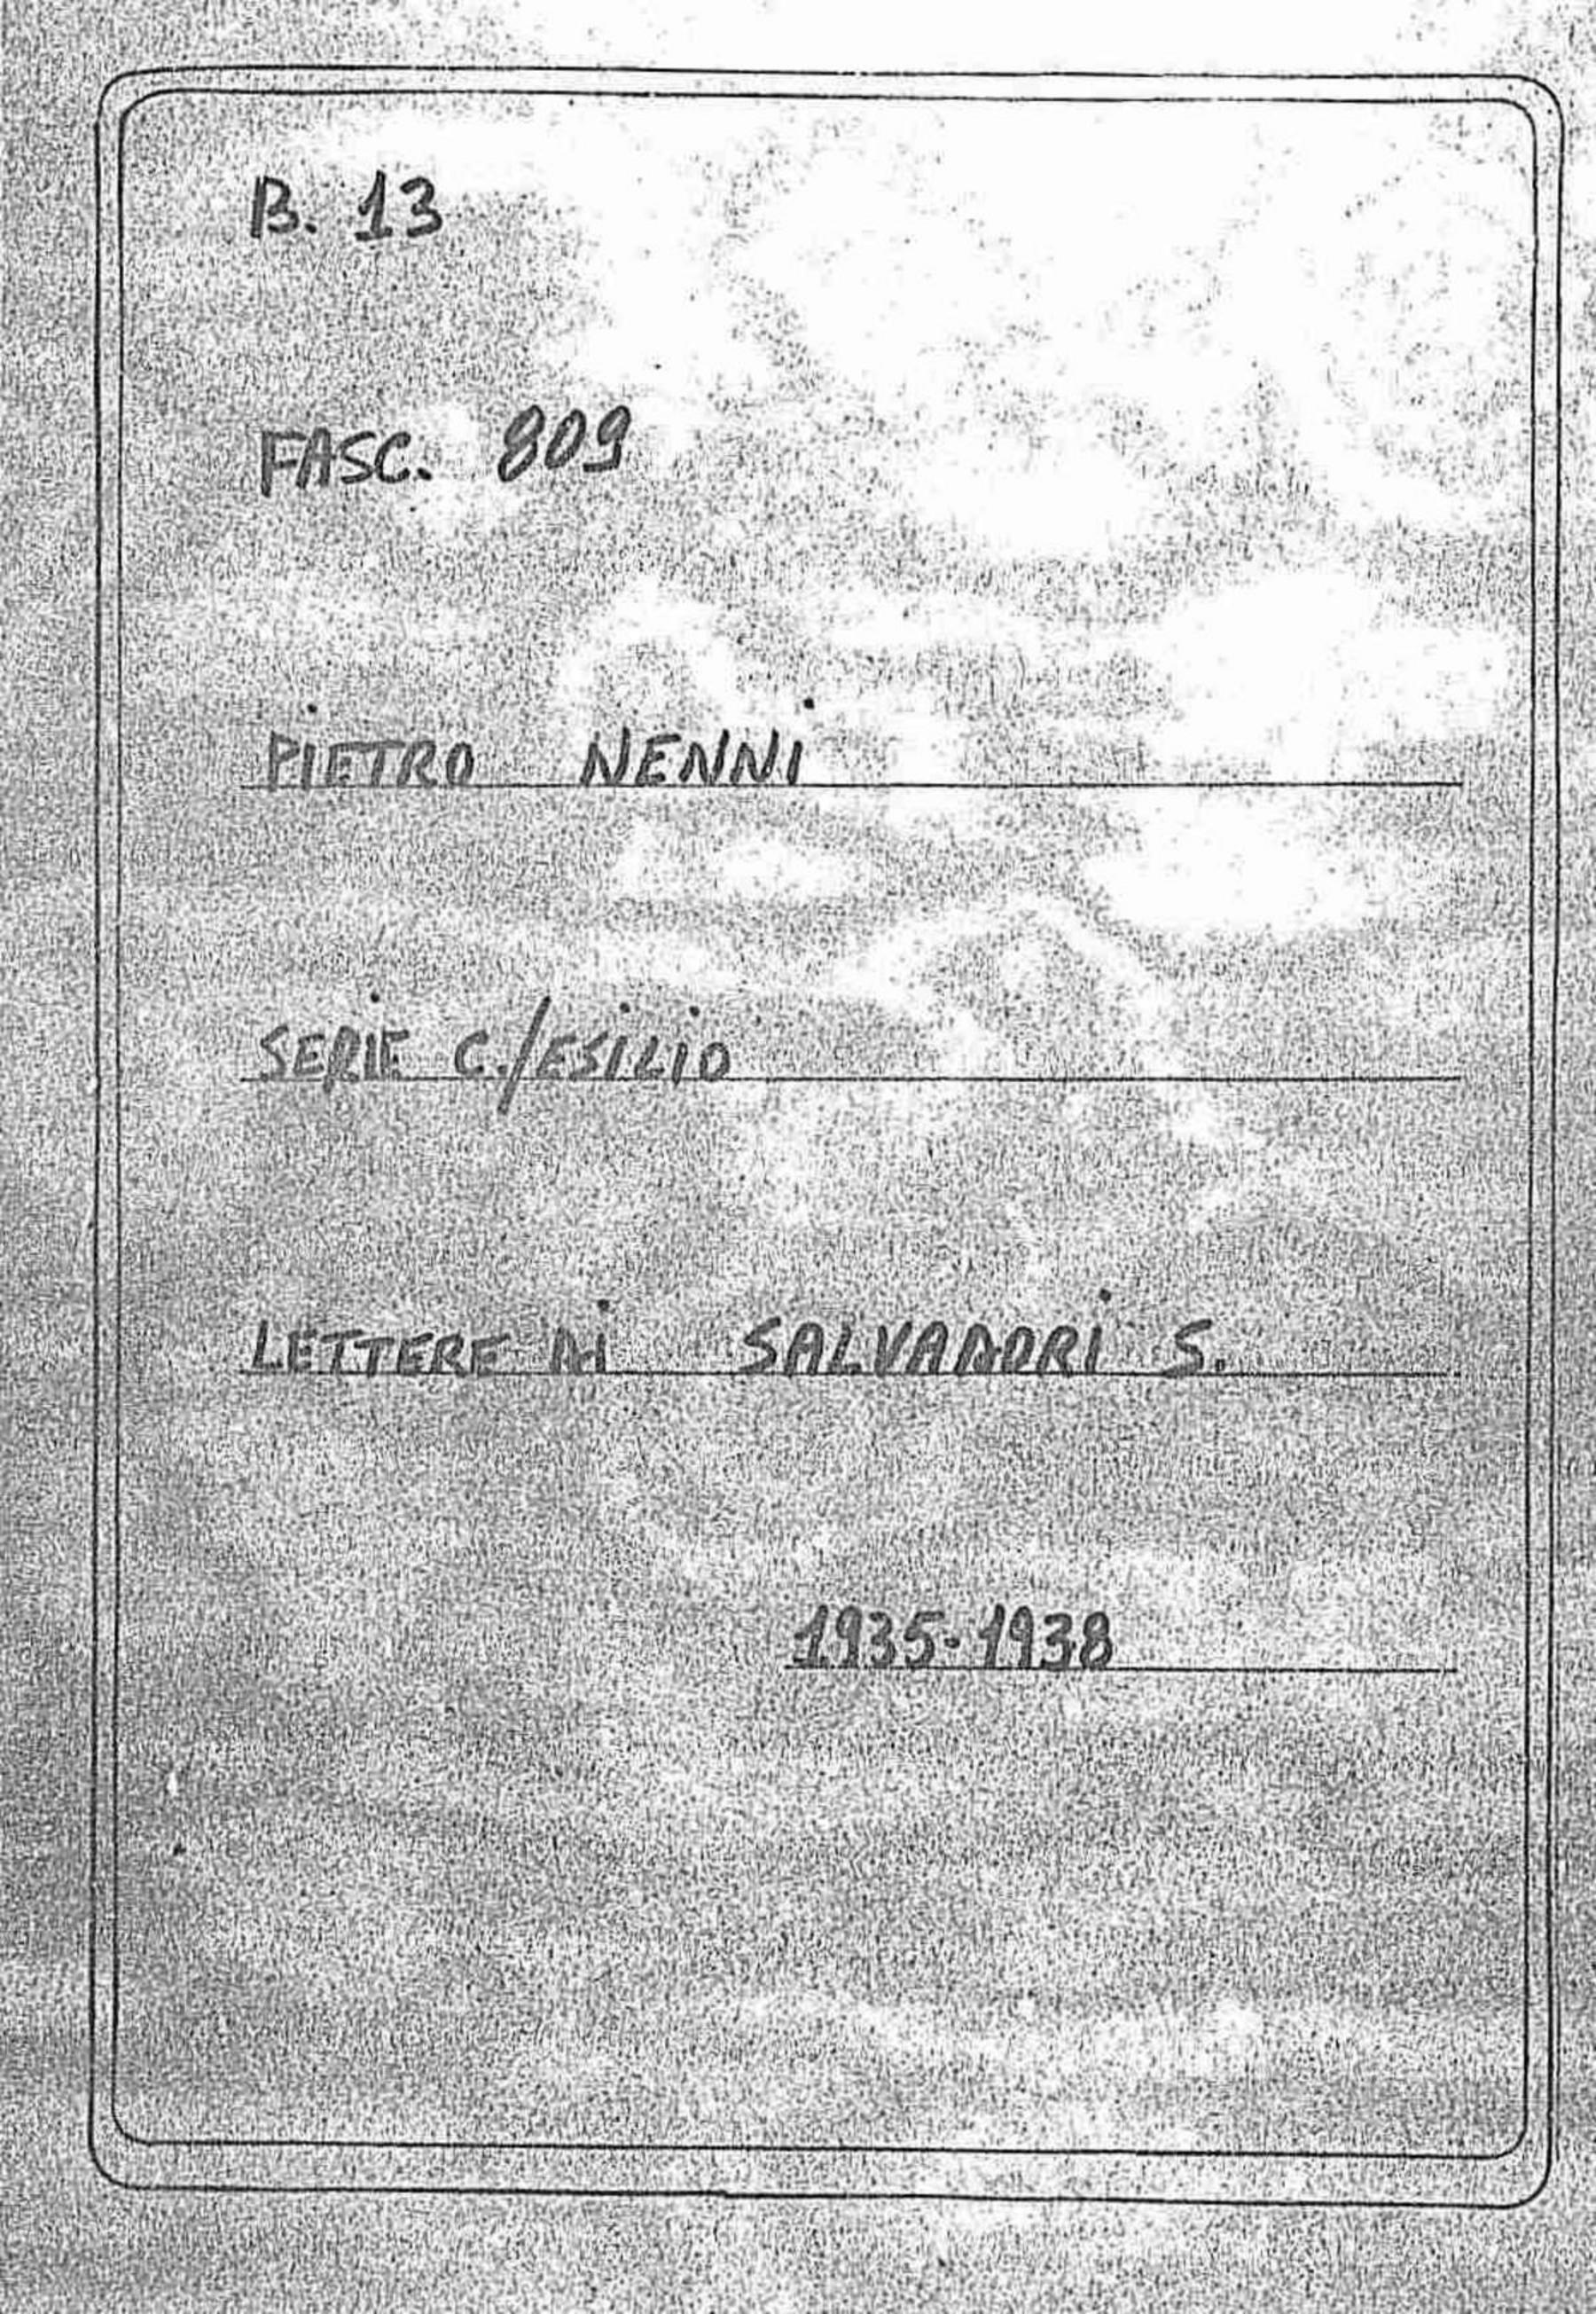 B. 13
FASC. 809
PIETRO NENNI
SERIE C./ESILIO
LETTERE DI SALVADORI S.
1935-1938